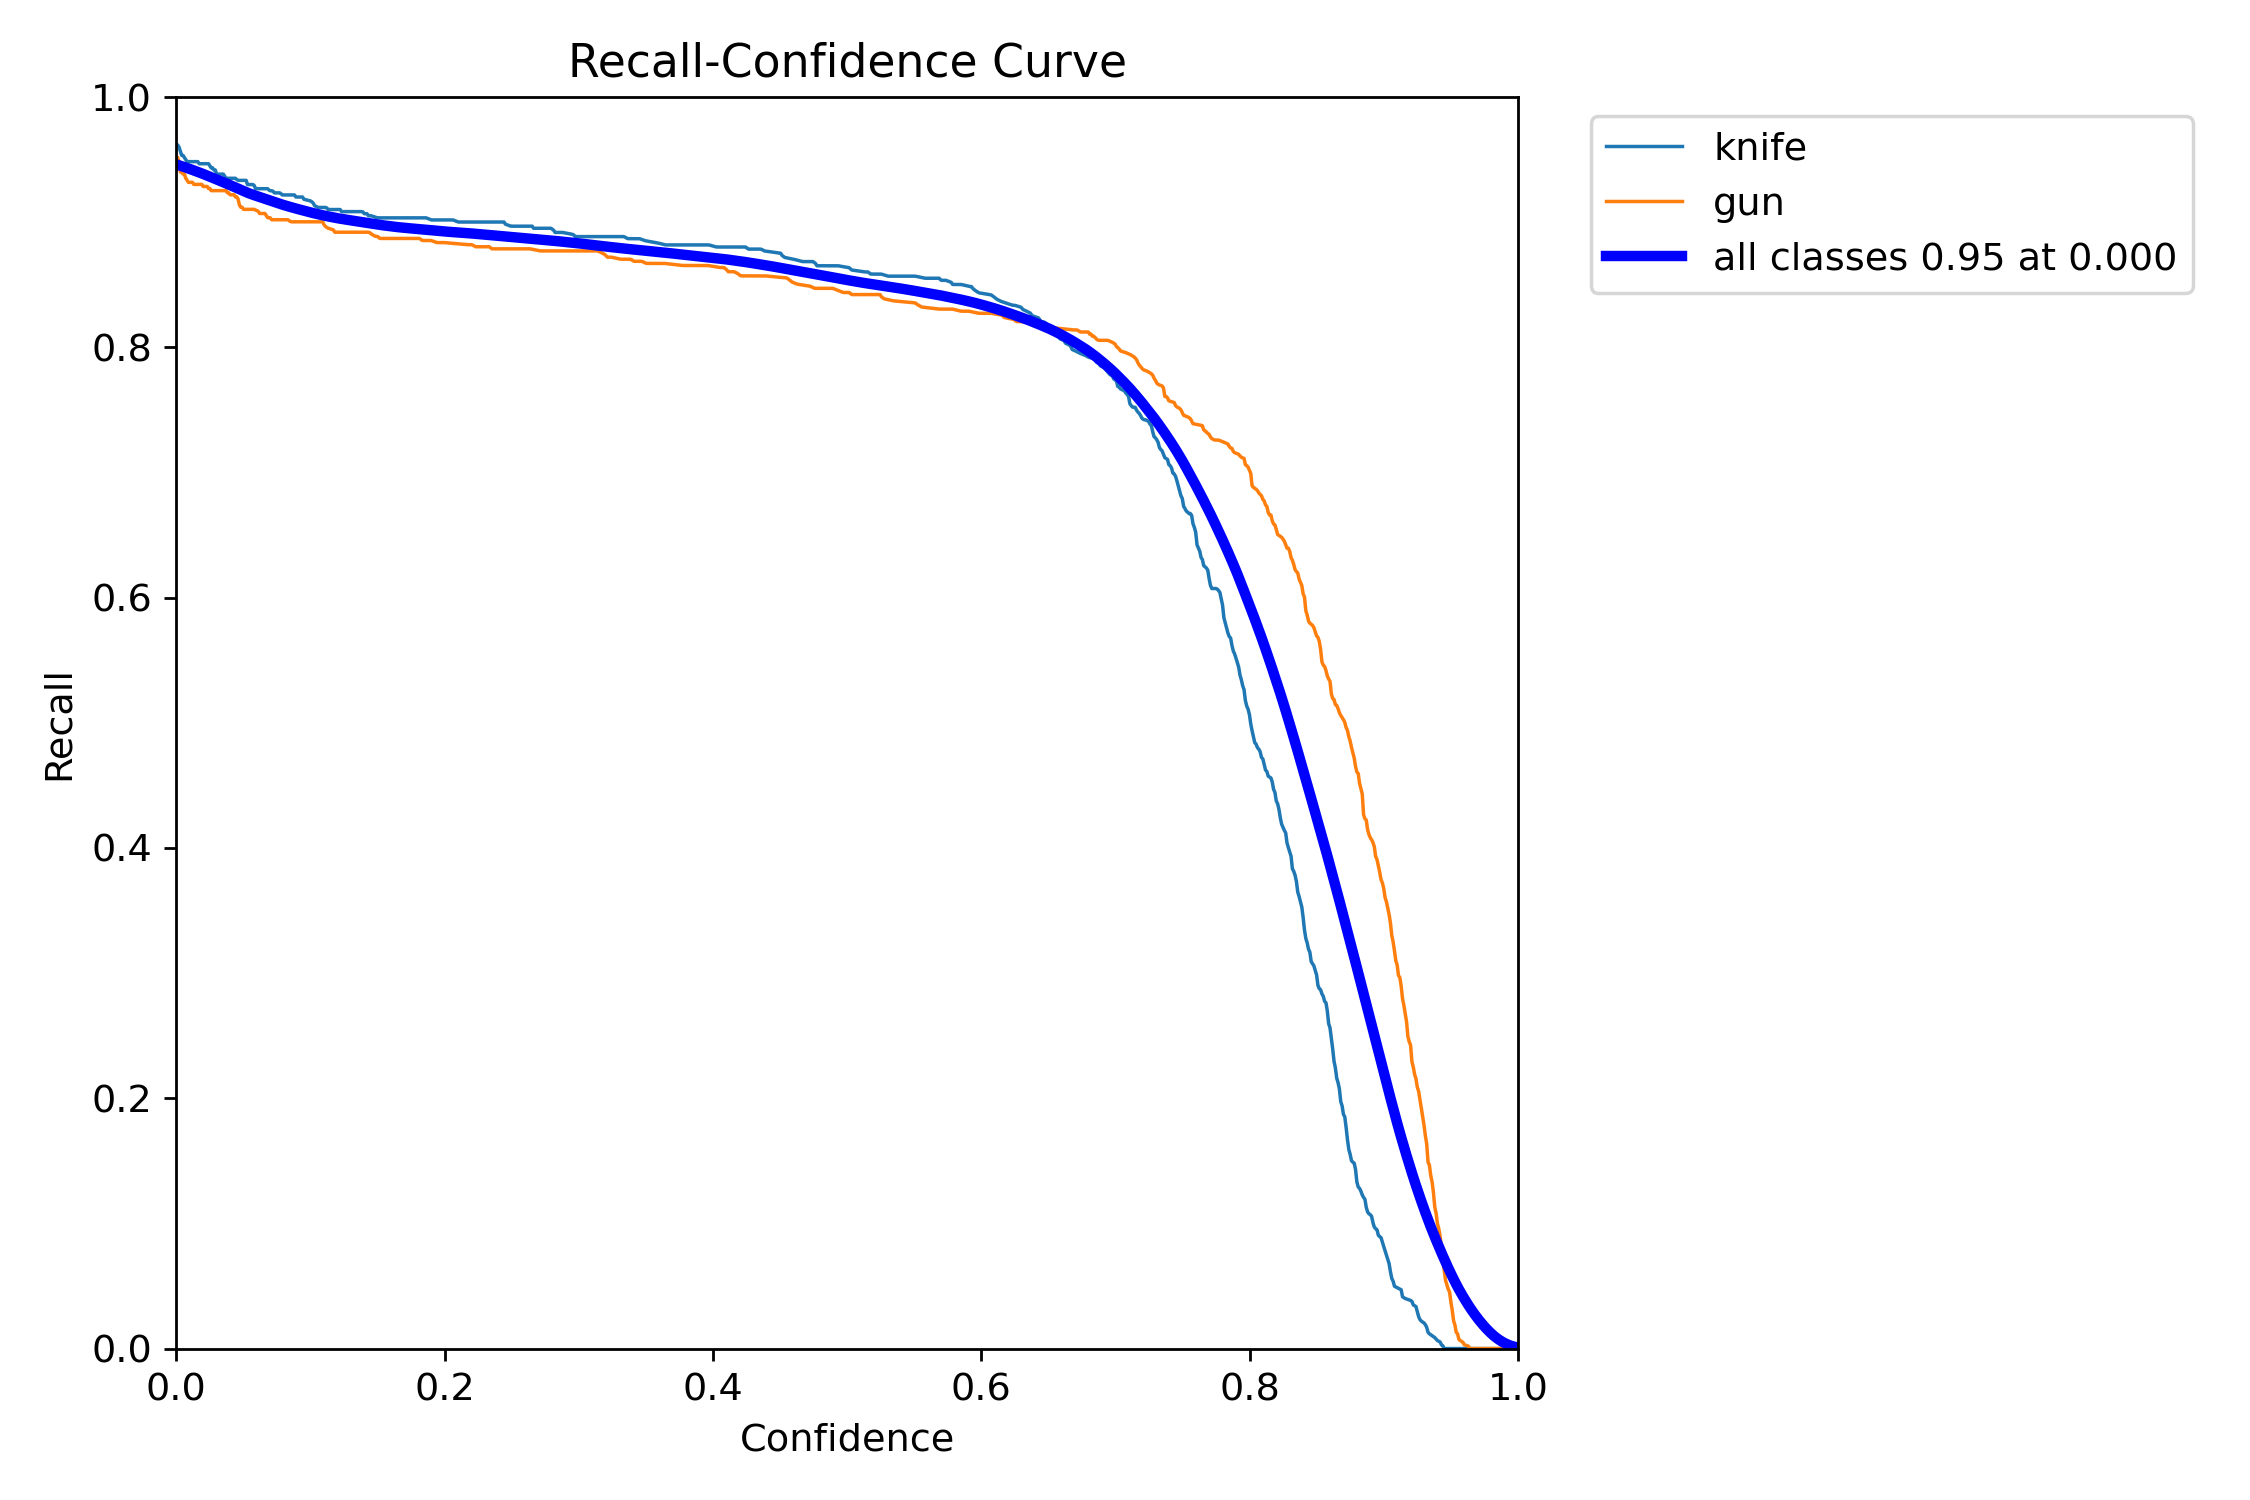 Recall-Confidence Curve
1.0
0.8
0.6
0.4
0.2
0.0
Recall
0.0 0.2 0.4 0.6 0.8 1.0
Confidence
knife
gun
all classes 0.95 at 0.000